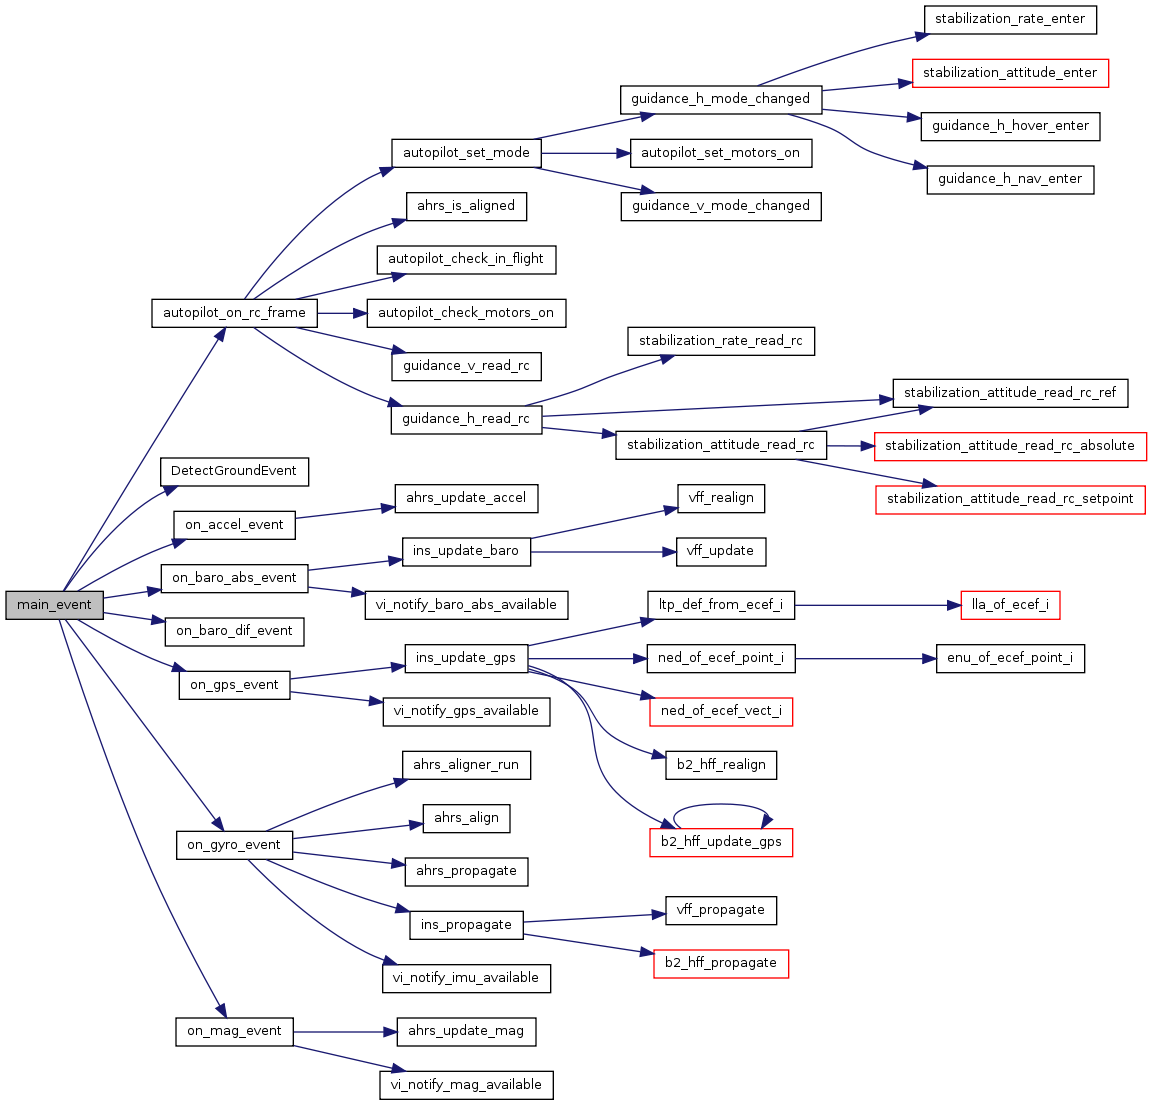 stabilization_rate_enter
stabilization_attitude_enter
guidance_h_mode_changed
guidance_h_hover_enter
autopilot_set_mode
autopilot_set_motors_on
guidance_h_nav_enter
ahrs_is_aligned
guidance_v_mode_changed
autopilot_check_in_flight
autopilot_on_rc_frame
autopilot_check_motors_on
stabilization_rate_read_rc
guidance_v_read_rc
stabilization_attitude_read_rc_ref
guidance_h_read_rc
stabilization_attitude_read_rc
stabilization_attitude_read_rc_absolute
DetectGroundEvent
ahrs_update_accel
vff_realign
stabilization_attitude_read_rc_setpoint
on_accel_event
ins_update_baro
vff_update
on_baro_abs_event
main_event
vi_notify_baro_abs_available
ltp_def_from_ecef_i
lla_of_ecef_i
on_baro_dif_event
ins_update_gps
ned_of_ecef_point_i
enu_of_ecef_point_i
on_gps_event
vi_notify_gps_available
ned_of_ecef_vect_i
ahrs_aligner_run
b2_hff_realign
ahrs_align
on_gyro_event
b2_hff_update_gps
ahrs_propagate
vff_propagate
ins_propagate
b2_hff_propagate
vi_notify_imu_available
on_mag_event
ahrs_update_mag
vi_notify_mag_available